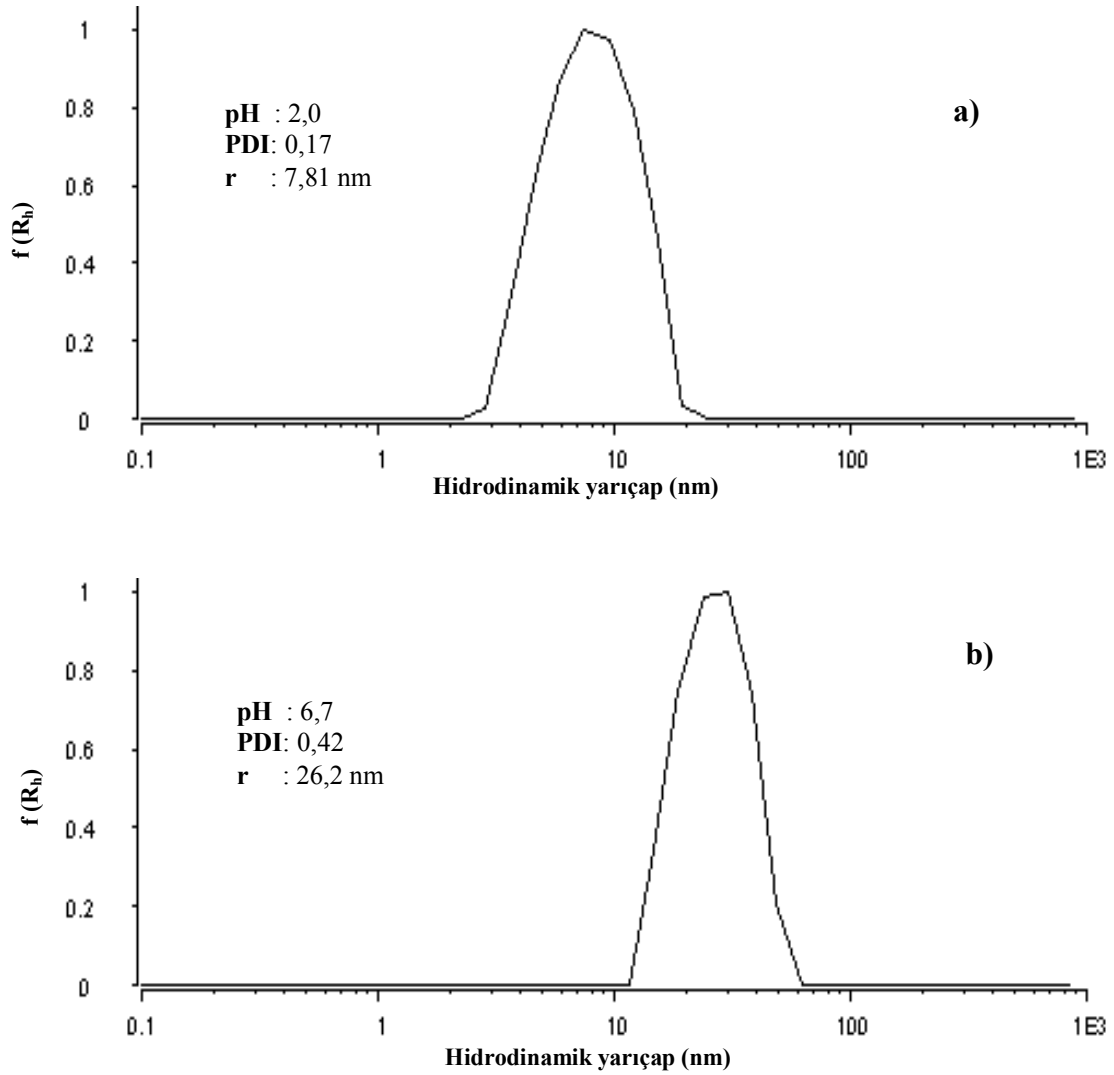 1
0.8
0.6
0.4
0.2
0
f (Rₕ)
pH : 2,0
PDI: 0,17
r : 7,81 nm
a)
0.1 1 10 100 1E3
Hidrodinamik yarıçap (nm)
1
0.8
0.6
0.4
0.2
0
f (Rₕ)
pH : 6,7
PDI: 0,42
r : 26,2 nm
b)
0.1 1 10 100 1E3
Hidrodinamik yarıçap (nm)